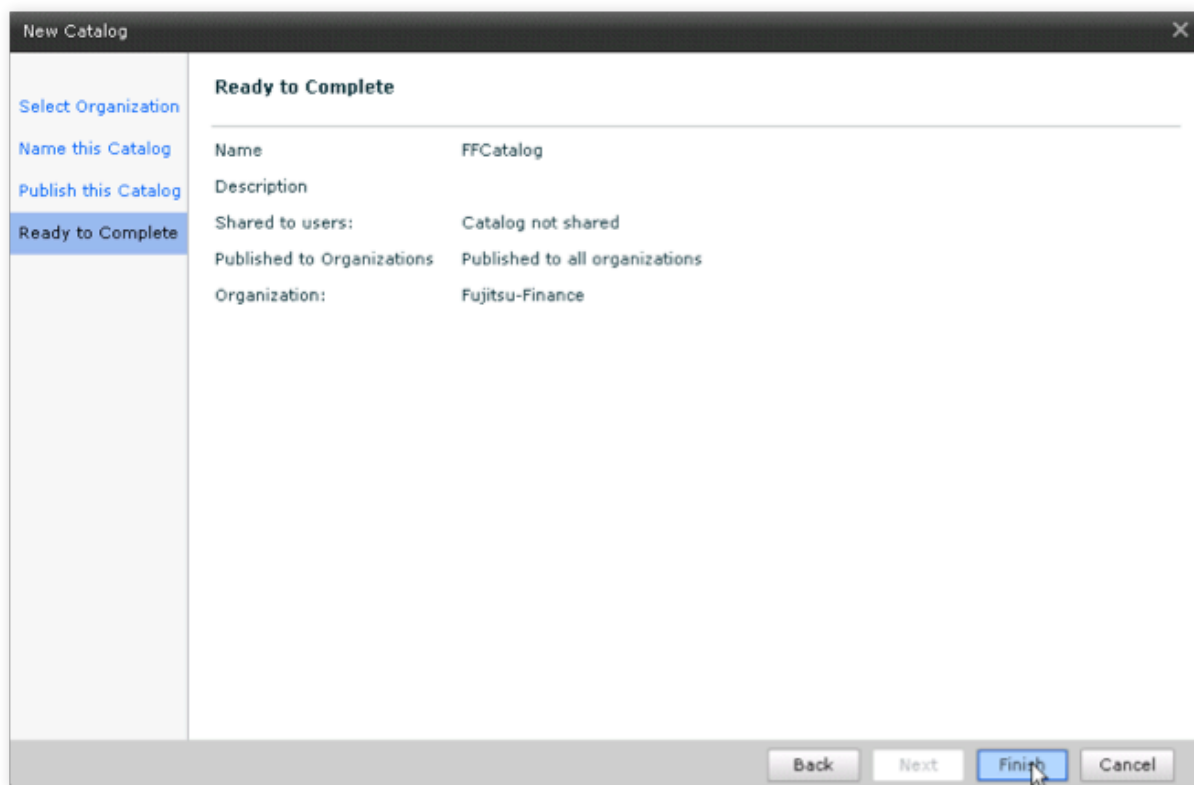 New Catalog
Select Organization
Name this Catalog
Publish this Catalog
Ready to Complete
Ready to Complete
Name FFCatalog
Description
Shared to users: Catalog not shared
Published to Organizations Published to all organizations
Organization: Fujitsu-Finance
Back Next Finish Cancel